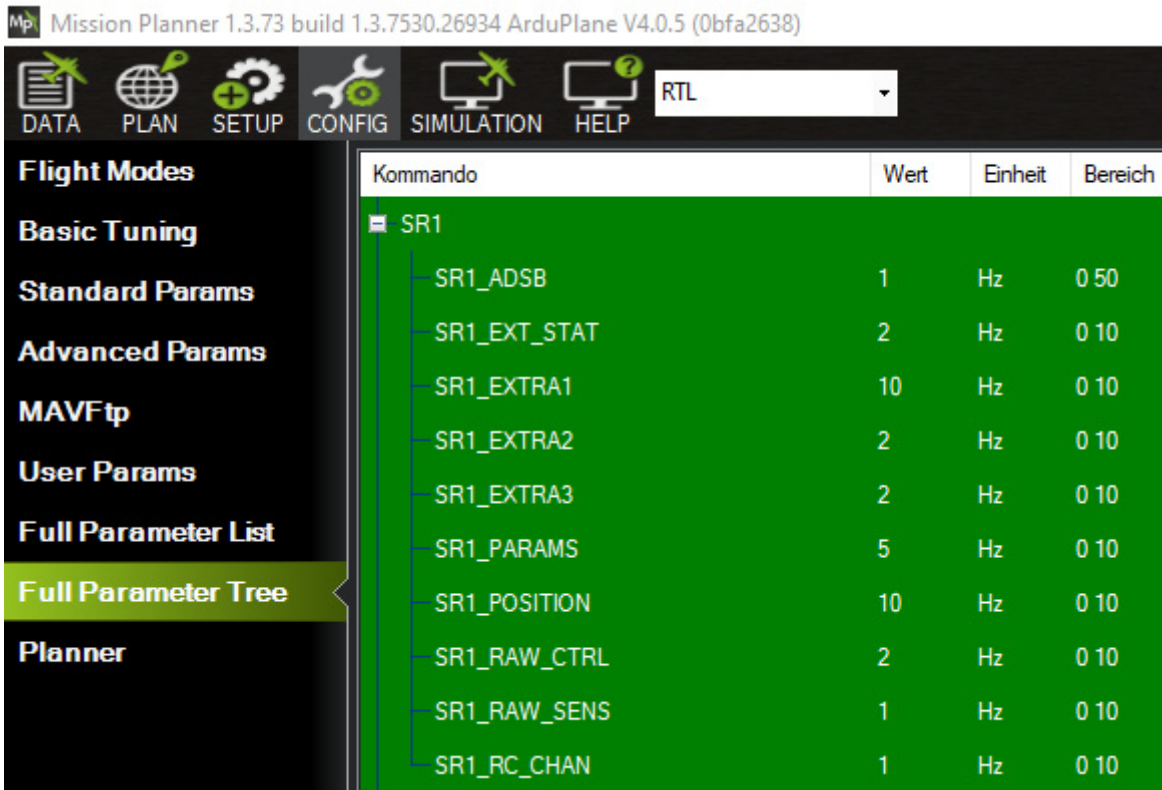 Mission Planner 1.3.73 build 1.3.7530.26934 ArduPlane V4.0.5 (0bfa2638)
DATA PLAN SETUP CONFIG SIMULATION HELP RTL
Flight Modes
Basic Tuning
Standard Params
Advanced Params
MAVFtp
User Params
Full Parameter List
Full Parameter Tree
Planner
Kommando Wert Einheit Bereich
SR1
SR1_ADSB 1 Hz 0 50
SR1_EXT_STAT 2 Hz 0 10
SR1_EXTRA1 10 Hz 0 10
SR1_EXTRA2 2 Hz 0 10
SR1_EXTRA3 2 Hz 0 10
SR1_PARAMS 5 Hz 0 10
SR1_POSITION 10 Hz 0 10
SR1_RAW_CTRL 2 Hz 0 10
SR1_RAW_SENS 1 Hz 0 10
SR1_RC_CHAN 1 Hz 0 10